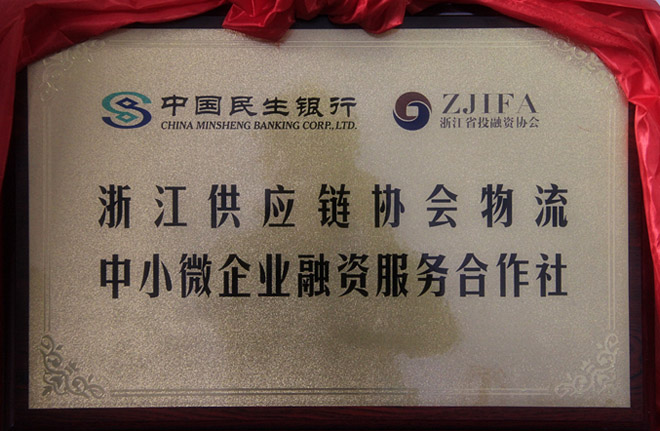 中国民生银行
CHINA MINSHENG BANKING CORP.,LTD.
ZJIFA
浙江省投融资协会
浙江供应链协会物流
中小微企业融资服务合作社